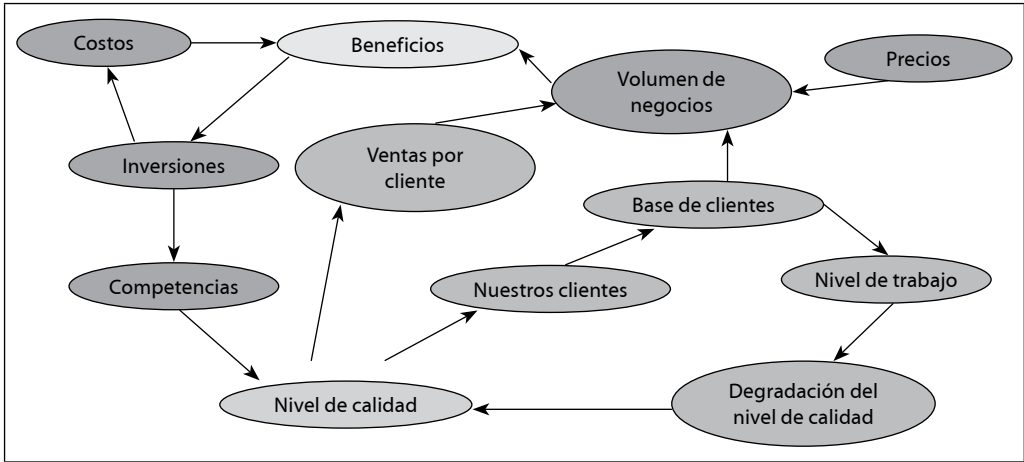 Costos
Beneficios
Precios
Volumen de
negocios
Ventas por
cliente
Inversiones
Base de clientes
Nivel de trabajo
Competencias
Nuestros clientes
Nivel de calidad
Degradación del
nivel de calidad